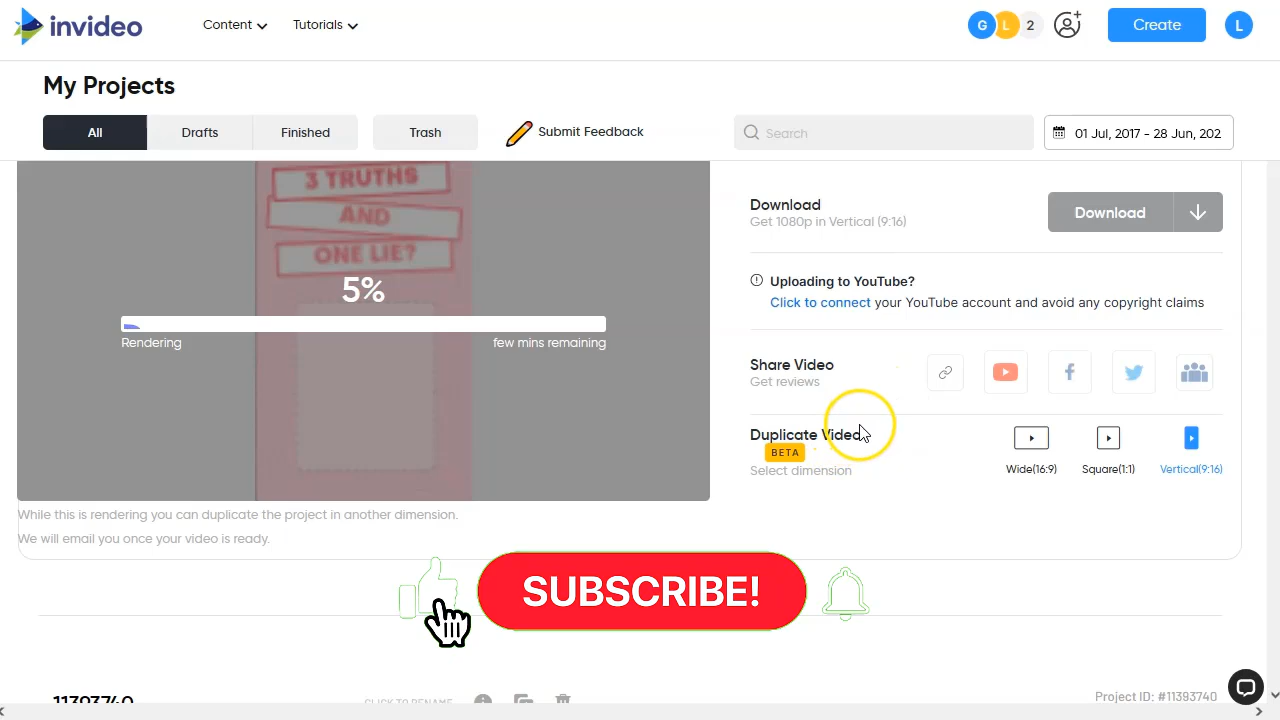 invideo
Content
Tutorials
G
L
2
Create
L
My Projects
All
Drafts
Finished
Trash
Submit Feedback
Search
01 Jul, 2017 - 28 Jun, 202
3 TRUTHS
AND
ONE LIE?
5%
Rendering
few mins remaining
While this is rendering you can duplicate the project in another dimension.
We will email you once your video is ready.
Download
Get 1080p in Vertical (9:16)
Download
Uploading to YouTube?
Click to connect your YouTube account and avoid any copyright claims
Share Video
Get reviews
Duplicate Video
BETA
Select dimension
Wide(16:9)
Square(1:1)
Vertical(9:16)
SUBSCRIBE!
11393740
CLICK TO RENAME
Project ID: #11393740